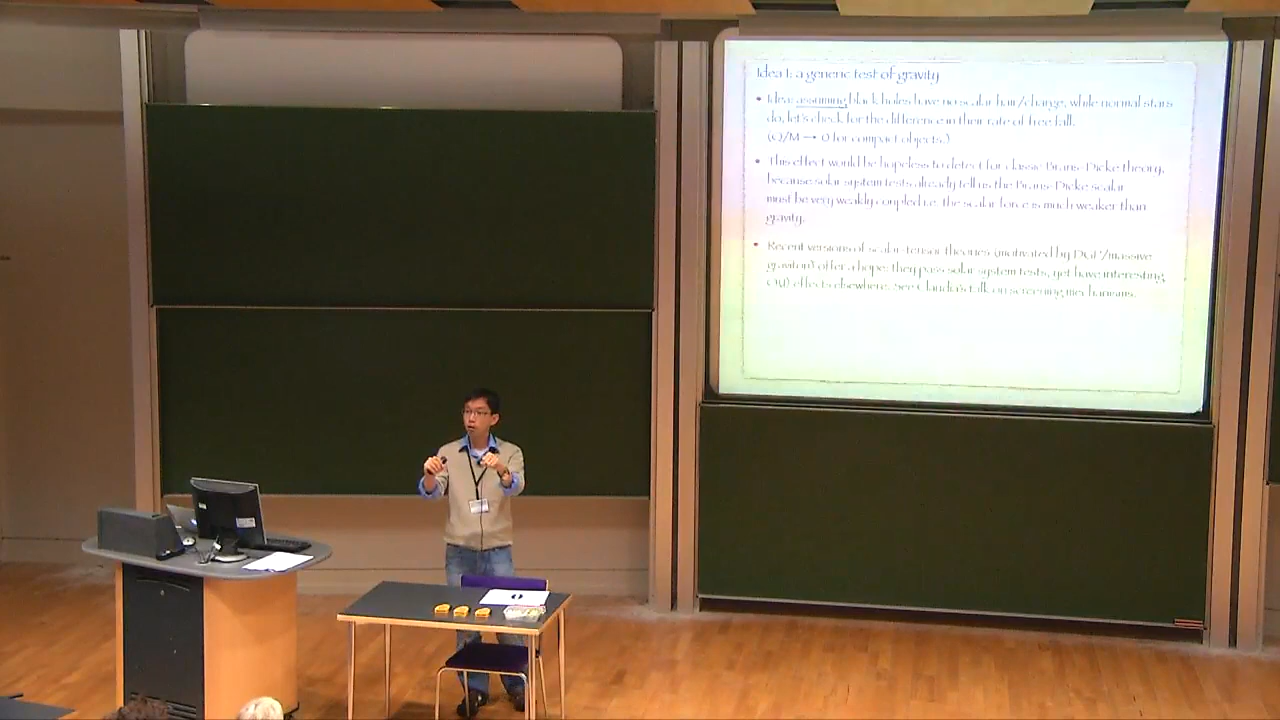 Idea 1: a generic test of gravity
• Idea: assuming black holes have no scalar hair/charge, while normal stars
do, let's check for the difference in their rate of free fall.
(Q/M → 0 for compact objects.)
• This effect would be hopeless to detect for classic Brans-Dicke theory,
because solar system tests already tell us the Brans-Dicke scalar
must be very weakly coupled i.e. the scalar force is much weaker than
gravity.
• Recent versions of scalar-tensor theories (motivated by DGP/massive
graviton) offer a hope: they pass solar system tests, yet have interesting
O(1) effects elsewhere. See Claudia's talk on screening mechanisms.